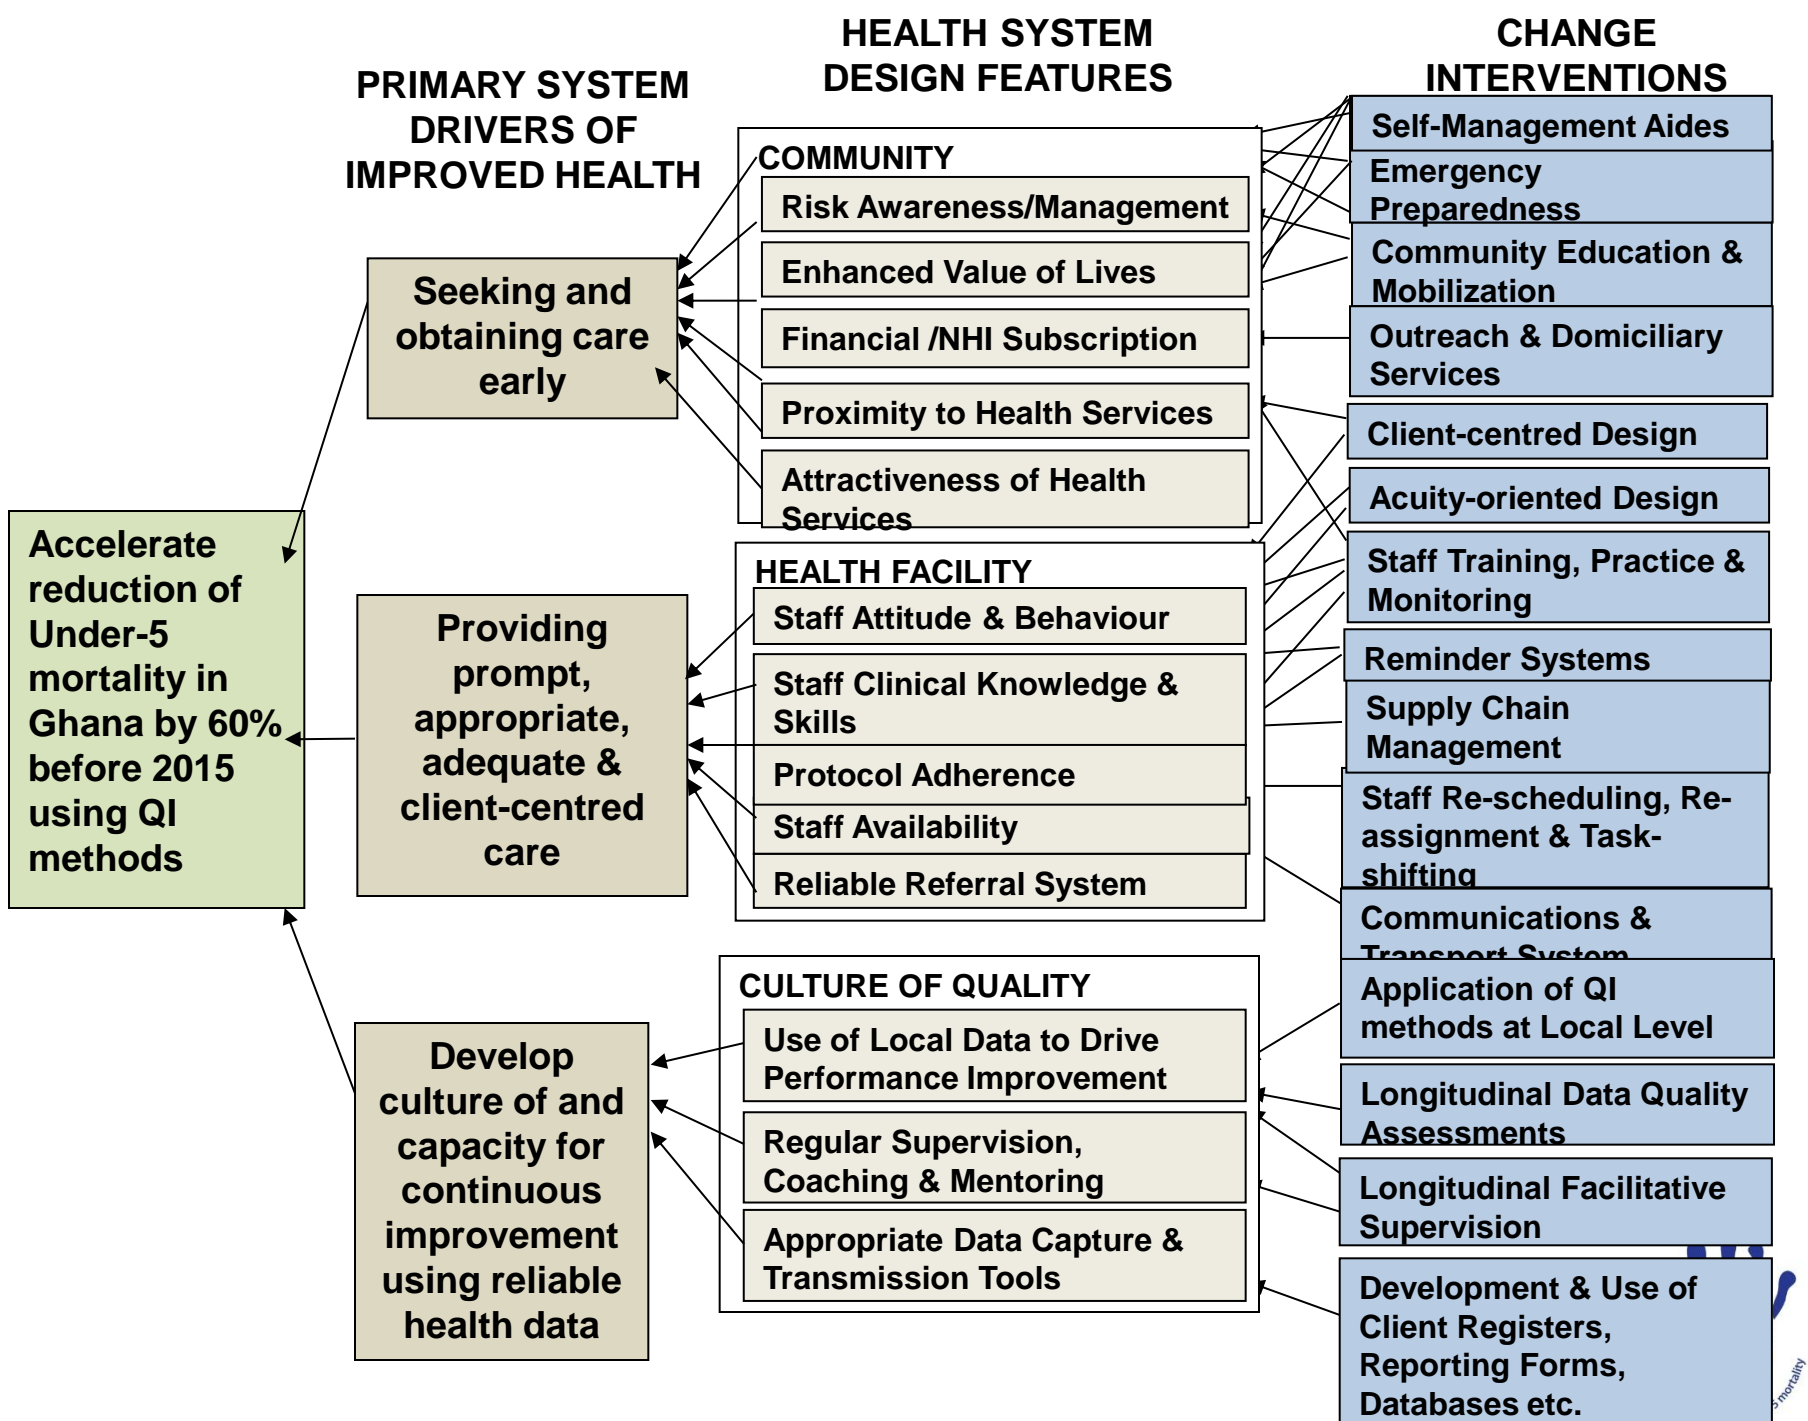 HEALTH SYSTEM
DESIGN FEATURES
CHANGE
INTERVENTIONS
PRIMARY SYSTEM
DRIVERS OF
IMPROVED HEALTH
Accelerate
reduction of
Under-5
mortality in
Ghana by 60%
before 2015
using QI
methods
Seeking and
obtaining care
early
Providing
prompt,
appropriate,
adequate &
client-centred
care
Develop
culture of and
capacity for
continuous
improvement
using reliable
health data
COMMUNITY
Risk Awareness/Management
Enhanced Value of Lives
Financial /NHI Subscription
Proximity to Health Services
Attractiveness of Health
Services
HEALTH FACILITY
Staff Attitude & Behaviour
Staff Clinical Knowledge &
Skills
Protocol Adherence
Staff Availability
Reliable Referral System
CULTURE OF QUALITY
Use of Local Data to Drive
Performance Improvement
Regular Supervision,
Coaching & Mentoring
Appropriate Data Capture &
Transmission Tools
Self-Management Aides
Emergency
Preparedness
Community Education &
Mobilization
Outreach & Domiciliary
Services
Client-centred Design
Acuity-oriented Design
Staff Training, Practice &
Monitoring
Reminder Systems
Supply Chain
Management
Staff Re-scheduling, Re-
assignment & Task-
shifting
Communications &
Transport System
Application of QI
methods at Local Level
Longitudinal Data Quality
Assessments
Longitudinal Facilitative
Supervision
Development & Use of
Client Registers,
Reporting Forms,
Databases etc.
5 mortality